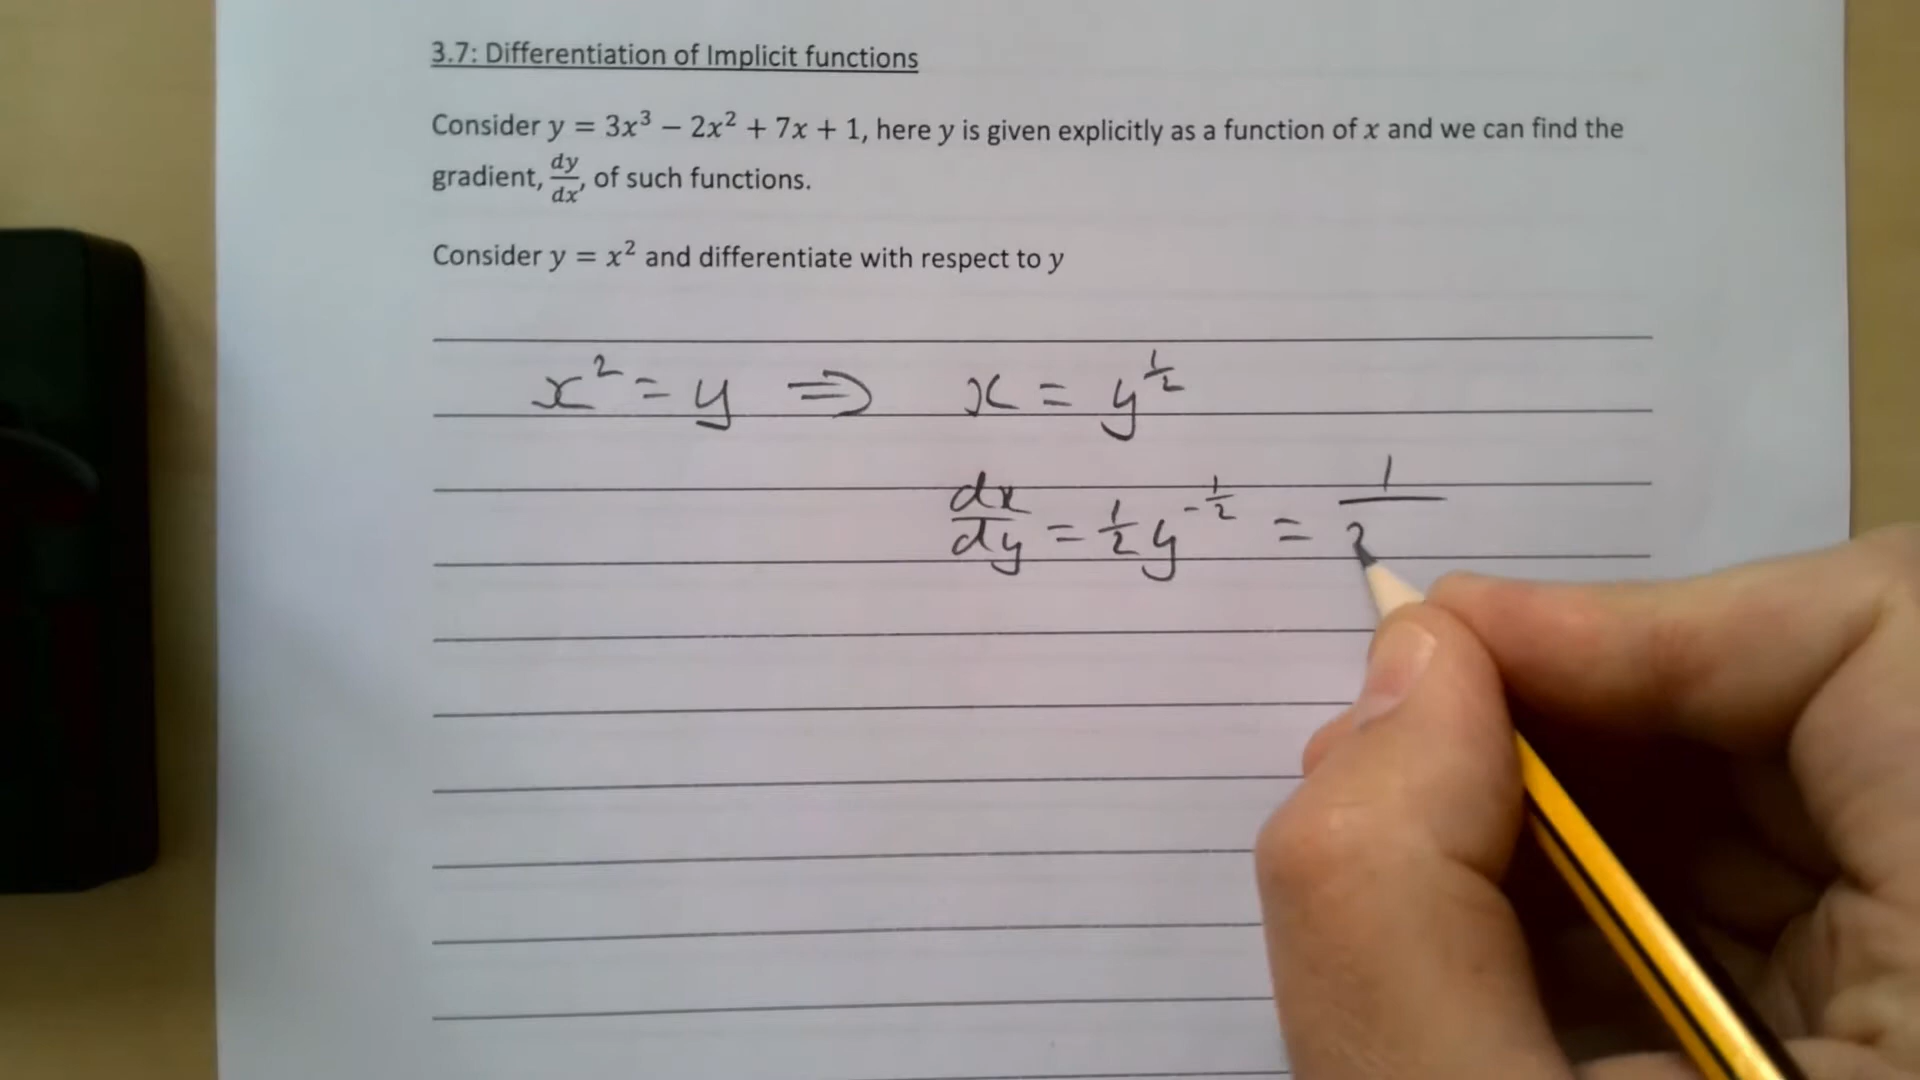 3.7: Differentiation of Implicit functions
Consider y = 3x³ − 2x² + 7x + 1, here y is given explicitly as a function of x and we can find the
gradient, dy/dx, of such functions.
Consider y = x² and differentiate with respect to y
x² = y ⇒ x = y^(1/2)
dx/dy = 1/2 y^(-1/2) = 1/2